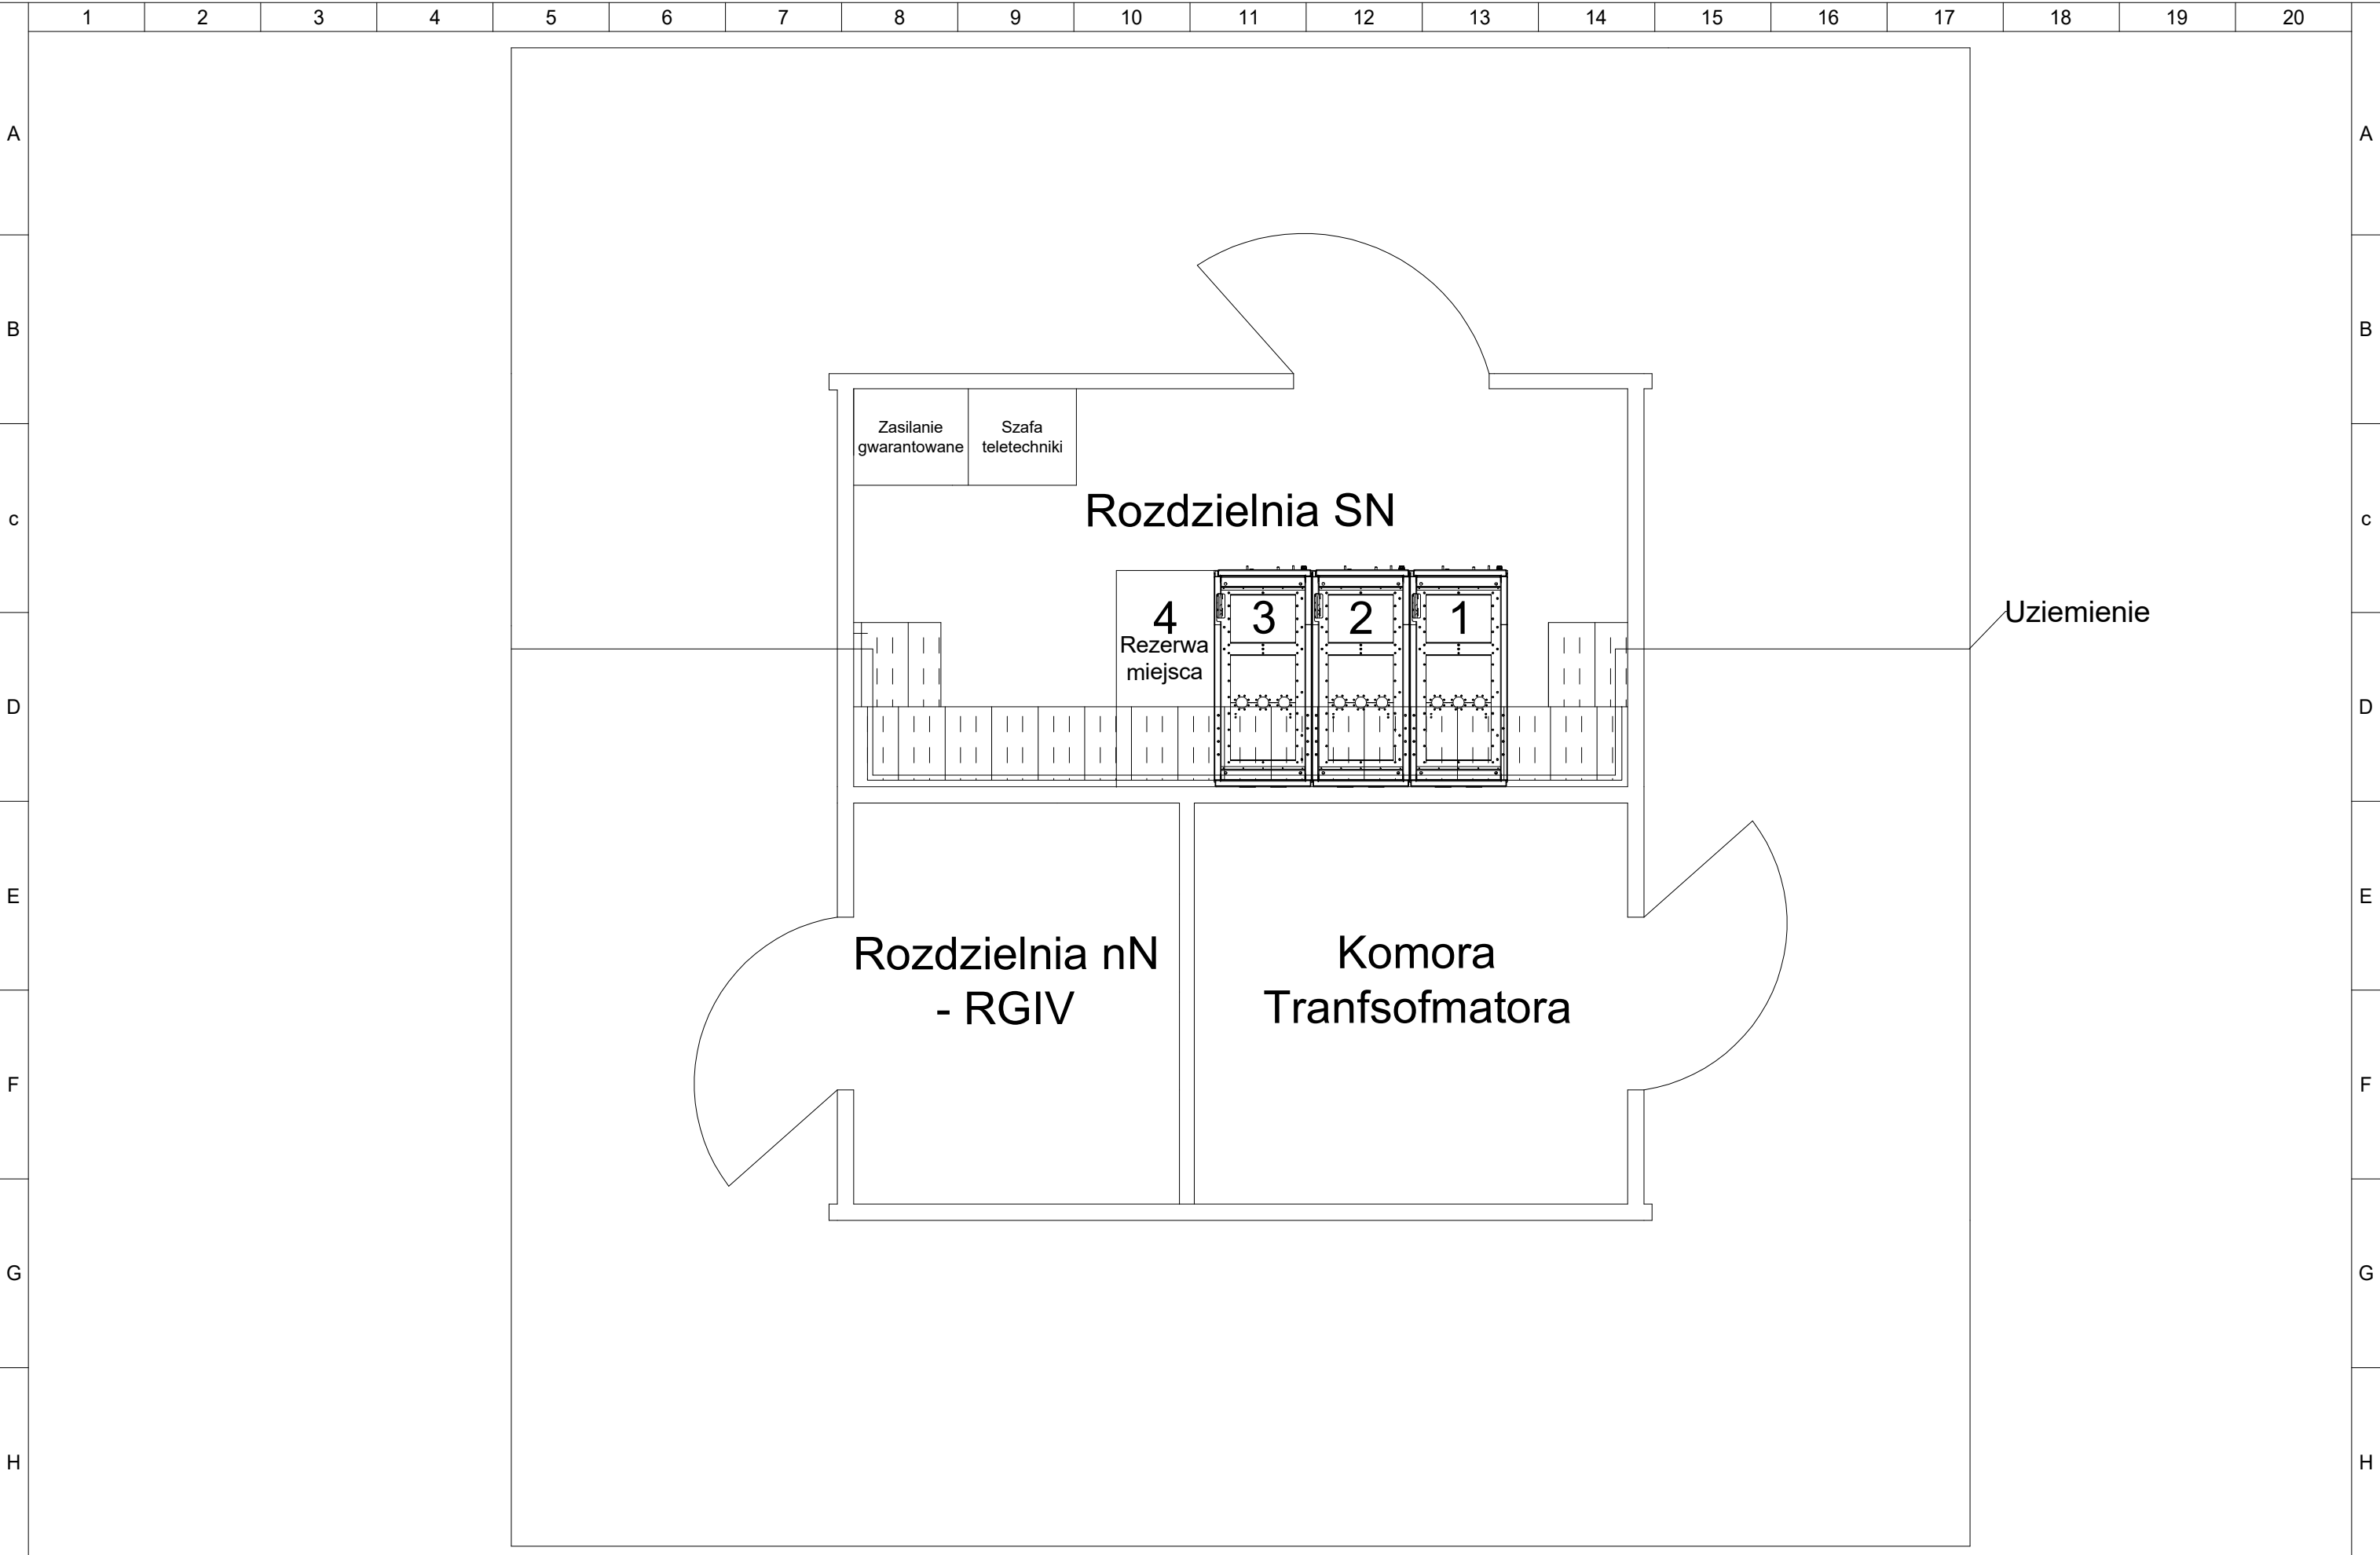 1 2 3 4 5 6 7 8 9 10 11 12 13 14 15 16 17 18 19 20
A A
B B
Zasilanie
gwarantowane
Szafa
teletechniki
Rozdzielnia SN
c c
4
Rezerwa
miejsca
3 2 1
Uziemienie
D D
E E
Rozdzielnia nN
- RGIV
Komora
Tranfsofmatora
F F
G G
H H